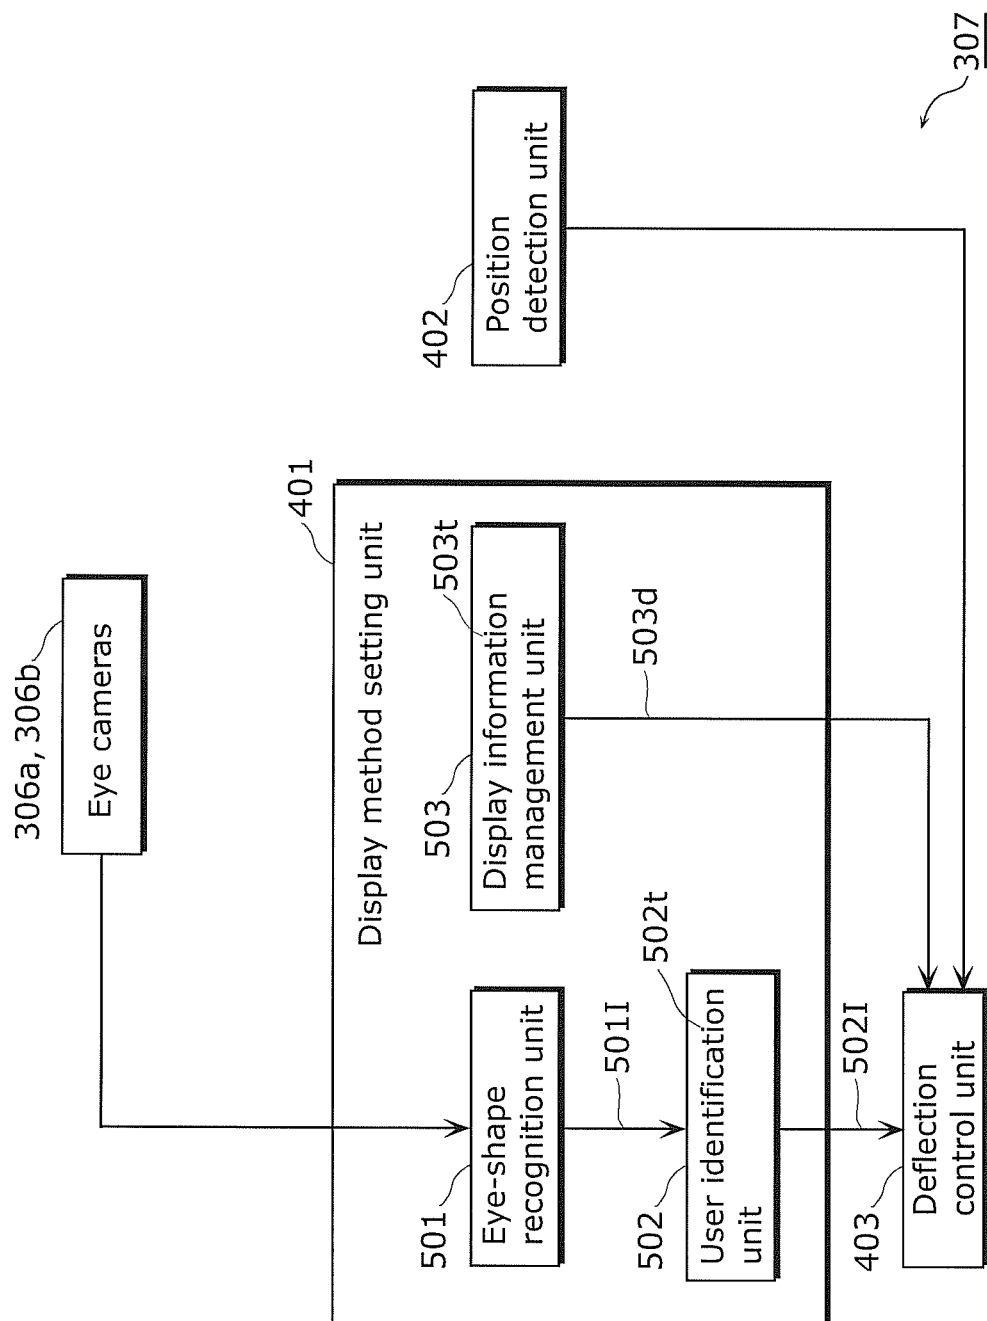 306a, 306b
Eye cameras
401
Display method setting unit
501
Eye-shape
recognition unit
503
503t
Display information
management unit
402
Position
detection unit
501I
503d
502
502t
User identification
unit
502I
403
Deflection
control unit
307